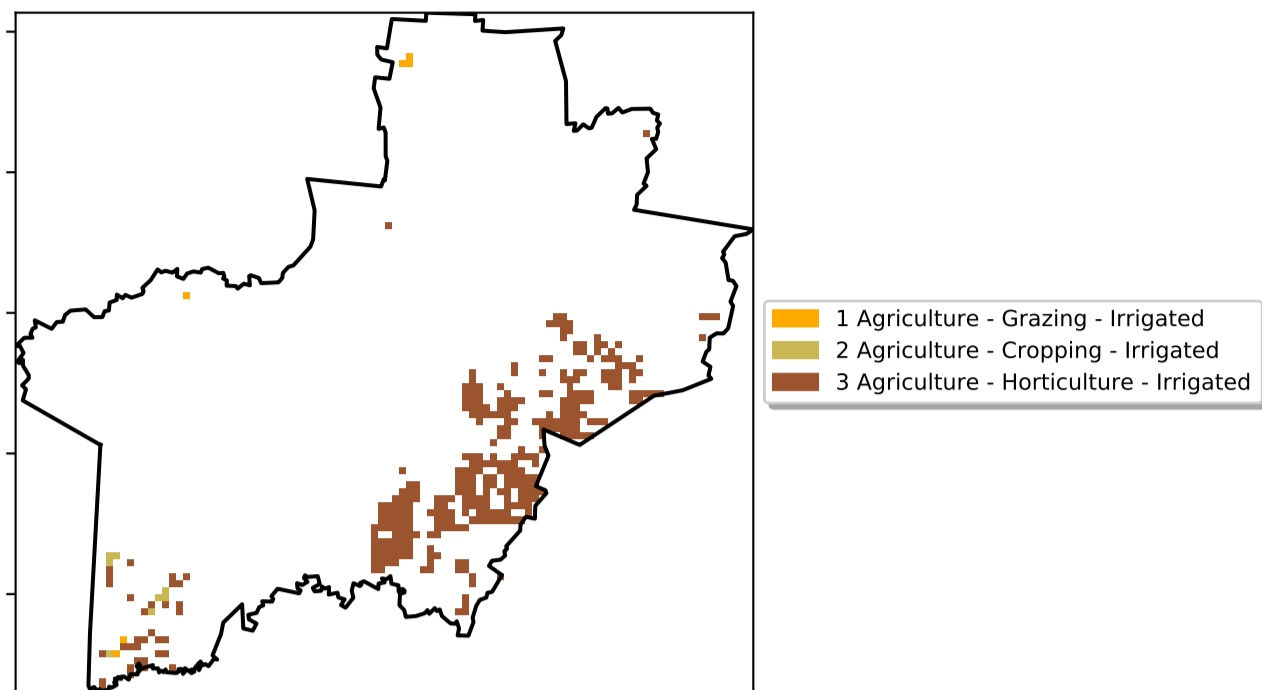 1 Agriculture - Grazing - Irrigated
2 Agriculture - Cropping - Irrigated
3 Agriculture - Horticulture - Irrigated